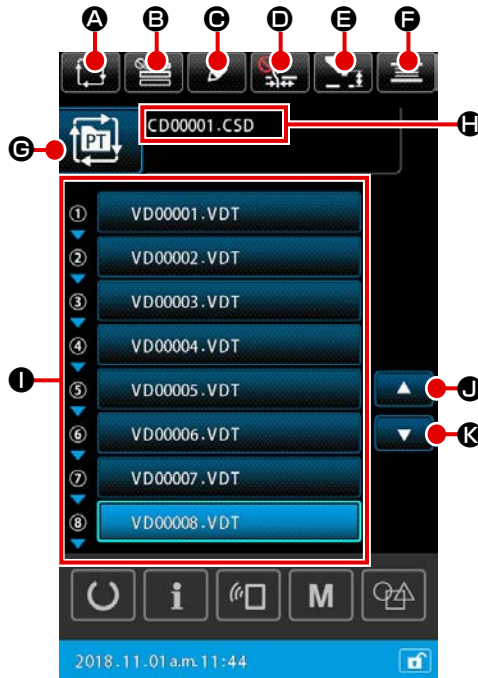 A B C D E F
CD00001.CSD
H
G
PT
① VD00001.VDT
② VD00002.VDT
③ VD00003.VDT
④ VD00004.VDT
I
⑤ VD00005.VDT
J
⑥ VD00006.VDT
K
⑦ VD00007.VDT
⑧ VD00008.VDT
i M
2018.11.01 a.m.11:44